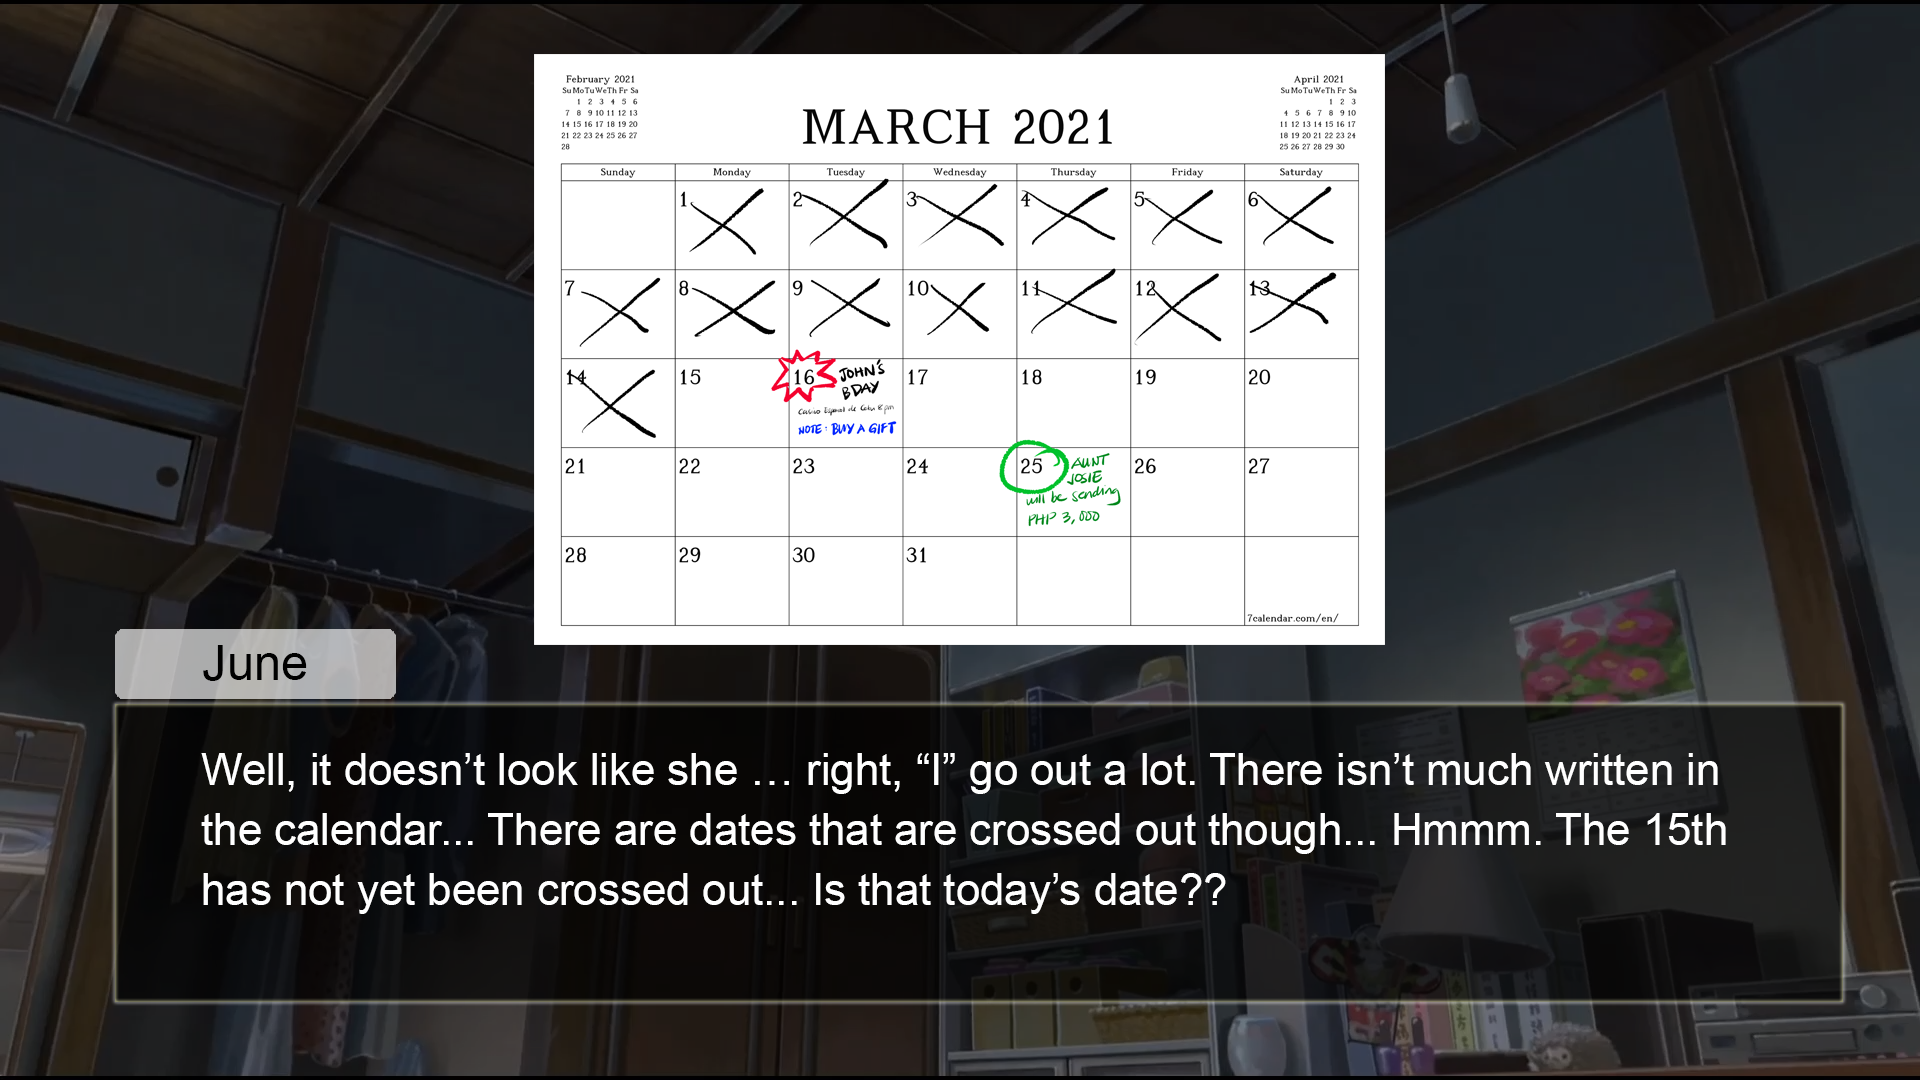 February 2021
Su Mo Tu We Th Fr Sa
1 2 3 4 5 6
7 8 9 10 11 12 13
14 15 16 17 18 19 20
21 22 23 24 25 26 27
28
MARCH 2021
April 2021
Su Mo Tu We Th Fr Sa
1 2 3
4 5 6 7 8 9 10
11 12 13 14 15 16 17
18 19 20 21 22 23 24
25 26 27 28 29 30
Sunday Monday Tuesday Wednesday Thursday Friday Saturday
1 2 3 4 5 6
7 8 9 10 11 12 13
14 15 16 17 18 19 20
JOHN'S
BDAY
de Cebu 8 pm
NOTE: BUY A GIFT
21 22 23 24 25 26 27
AUNT
JOSIE
will be sending
PHP 3,000
28 29 30 31
7calendar.com/en/
June
Well, it doesn’t look like she … right, “I” go out a lot. There isn’t much written in
the calendar... There are dates that are crossed out though... Hmmm. The 15th
has not yet been crossed out... Is that today’s date??